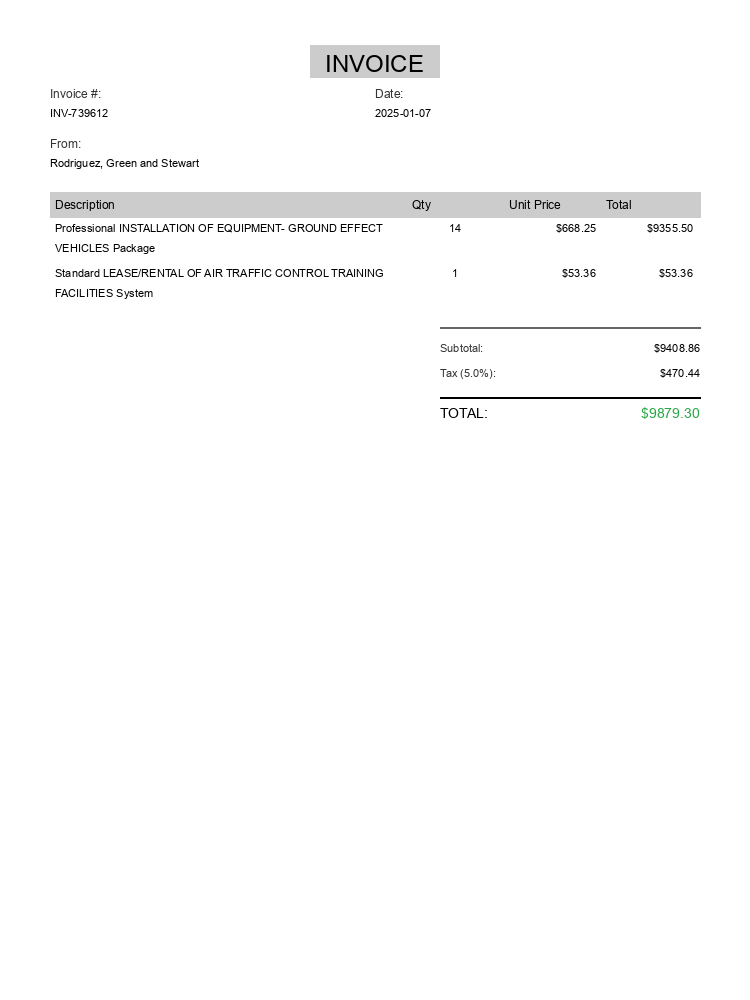 INVOICE
Invoice #: Date:
INV-739612 2025-01-07
From:
Rodriguez, Green and Stewart
Description Qty Unit Price Total
Professional INSTALLATION OF EQUIPMENT- GROUND EFFECT 14 $668.25 $9355.50
VEHICLES Package
Standard LEASE/RENTAL OF AIR TRAFFIC CONTROL TRAINING 1 $53.36 $53.36
FACILITIES System
Subtotal: $9408.86
Tax (5.0%): $470.44
TOTAL: $9879.30